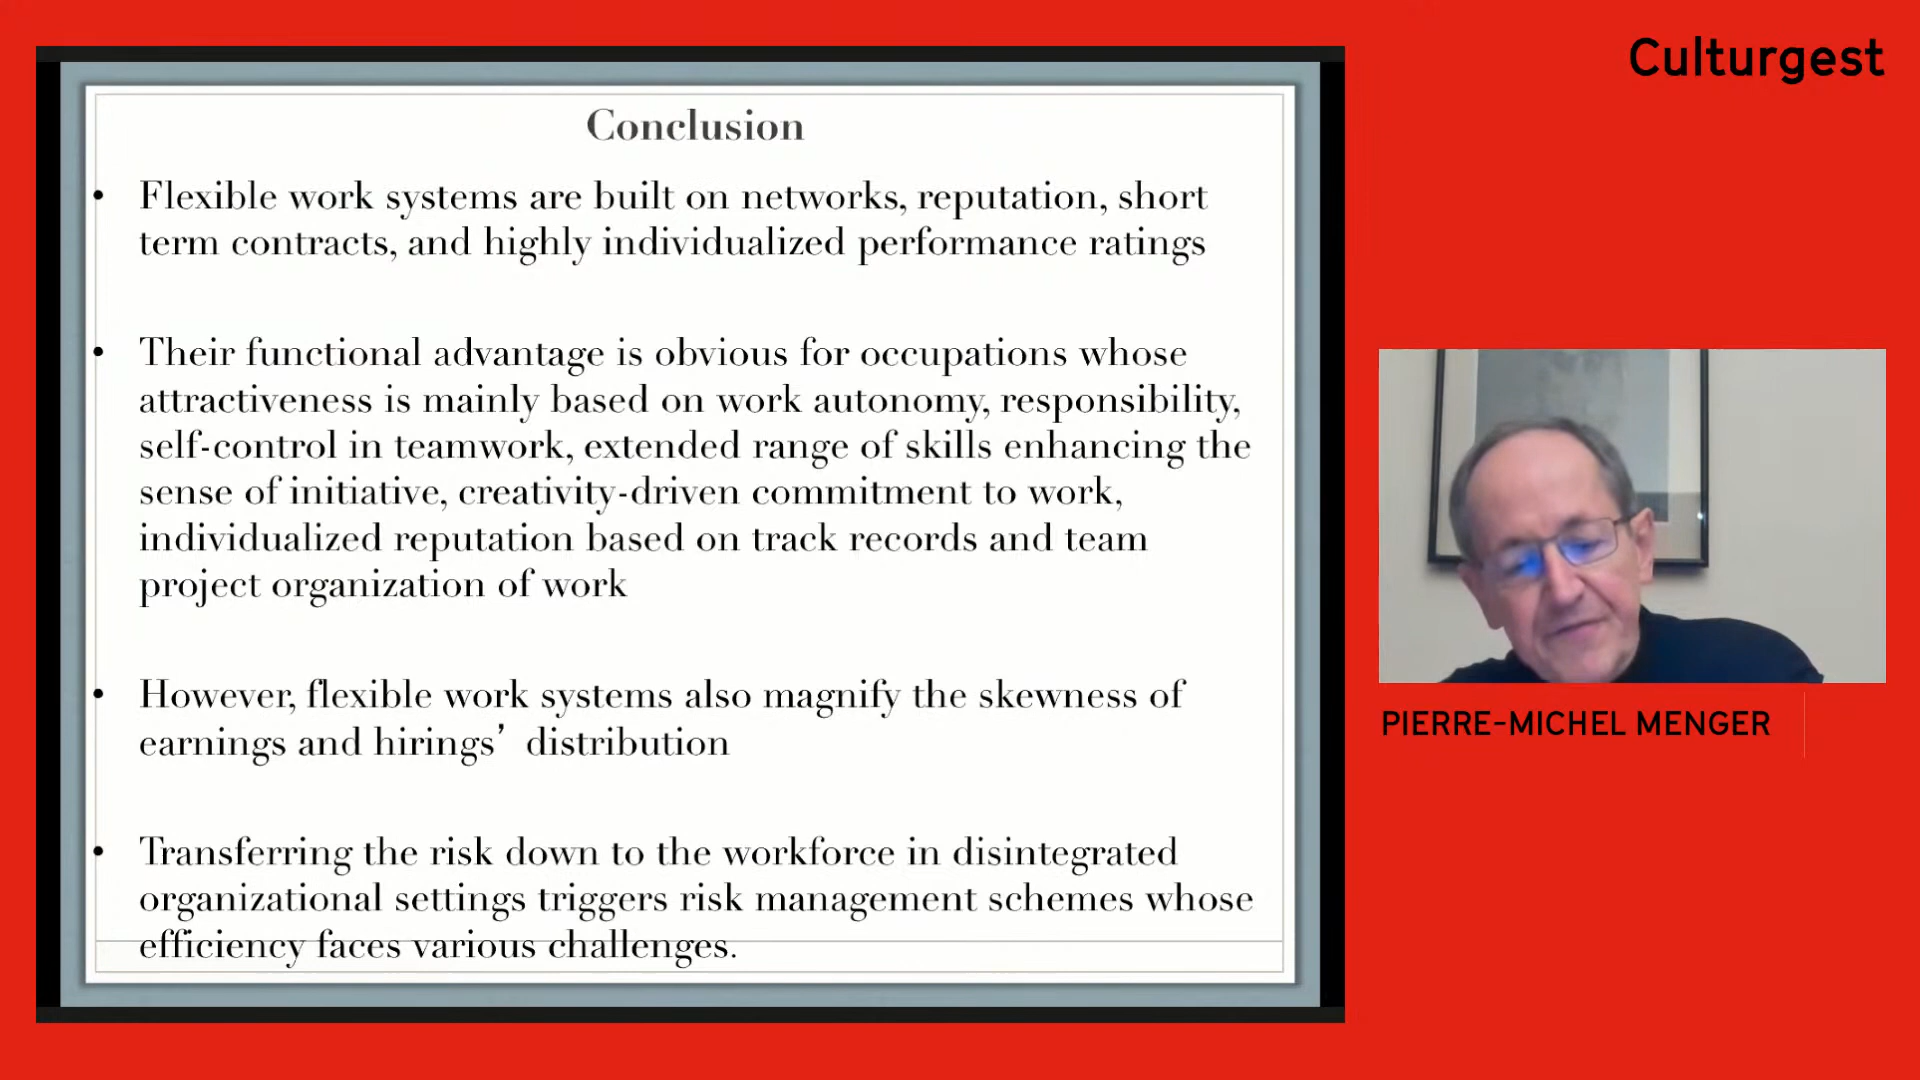 Culturgest
Conclusion
• Flexible work systems are built on networks, reputation, short
term contracts, and highly individualized performance ratings
• Their functional advantage is obvious for occupations whose
attractiveness is mainly based on work autonomy, responsibility,
self-control in teamwork, extended range of skills enhancing the
sense of initiative, creativity-driven commitment to work,
individualized reputation based on track records and team
project organization of work
• However, flexible work systems also magnify the skewness of
earnings and hirings’ distribution
• Transferring the risk down to the workforce in disintegrated
organizational settings triggers risk management schemes whose
efficiency faces various challenges.
PIERRE-MICHEL MENGER